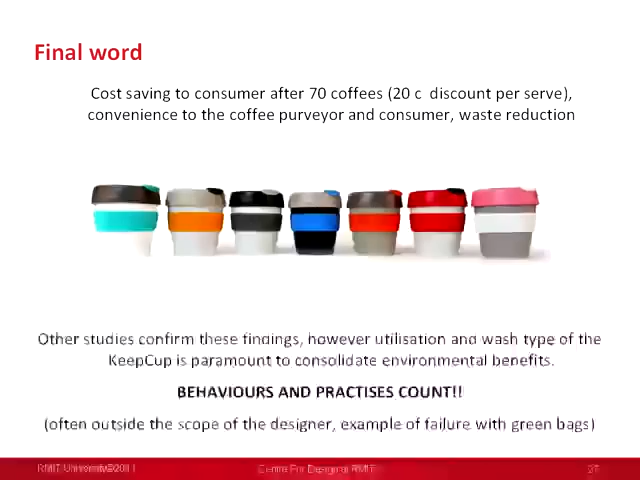 Final word
Cost saving to consumer after 70 coffees (20 c discount per serve),
convenience to the coffee purveyor and consumer, waste reduction
Other studies confirm these findings, however utilisation and wash type of the
KeepCup is paramount to consolidate environmental benefits.
BEHAVIOURS AND PRACTISES COUNT!!
(often outside the scope of the designer, example of failure with green bags)
RMIT University©2011
Centre For Design at RMIT